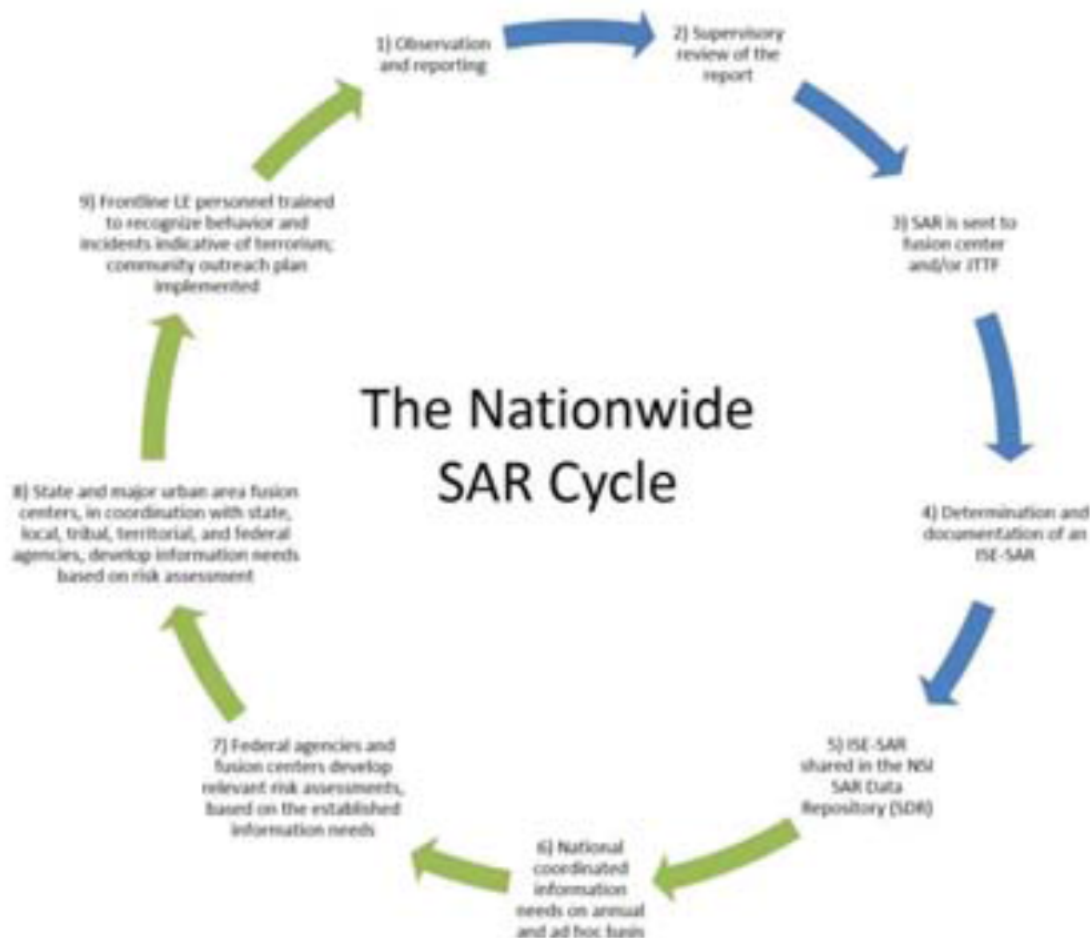 1) Observation
and reporting
2) Supervisory
review of the
report
3) SAR is sent to
fusion center
and/or JTTF
4) Determination and
documentation of an
ISE-SAR
5) ISE-SAR
shared in the NSI
SAR Data
Repository (SDR)
6) National
coordinated
information
needs on annual
and ad hoc basis
7) Federal agencies and
fusion centers develop
relevant risk assessments,
based on the established
information needs
8) State and major urban area fusion
centers, in coordination with state,
local, tribal, territorial, and federal
agencies, develop information needs
based on risk assessment
9) Frontline LE personnel trained
to recognize behavior and
incidents indicative of terrorism;
community outreach plan
implemented
The Nationwide
SAR Cycle